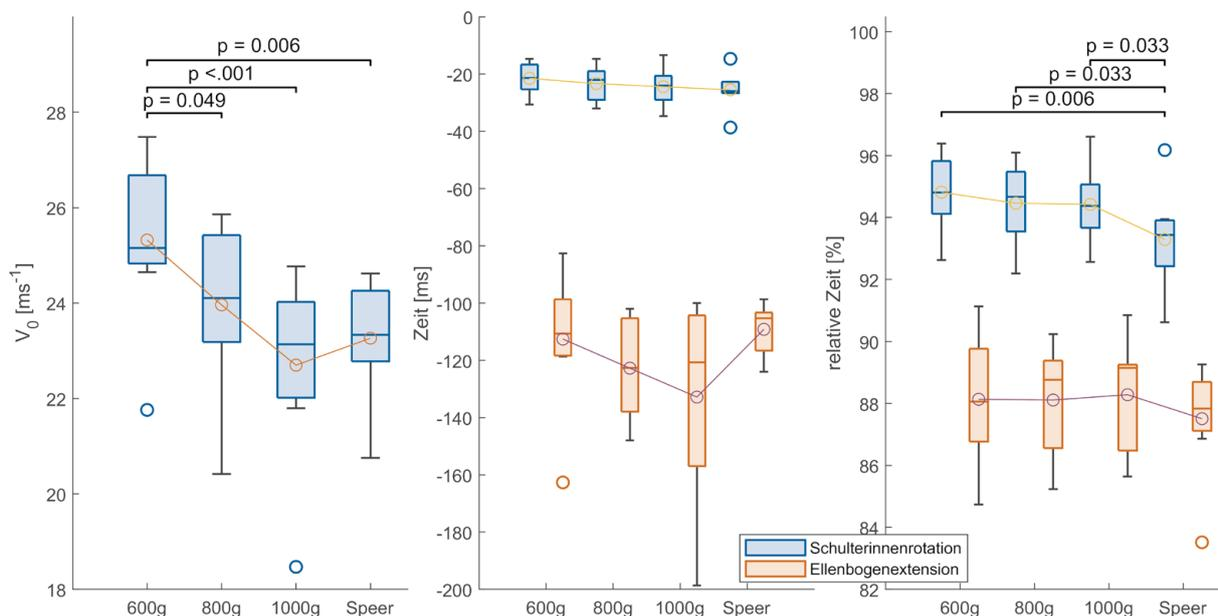 p = 0.006
p <.001
p = 0.049
28
26
24
22
20
18
V0 [ms-1]
600g 800g 1000g Speer
0
-20
-40
-60
-80
-100
-120
-140
-160
-180
-200
Zeit [ms]
600g 800g 1000g Speer
p = 0.033
p = 0.033
p = 0.006
100
98
96
94
92
90
88
86
84
82
relative Zeit [%]
600g 800g 1000g Speer
Schulterinnenrotation
Ellenbogenextension